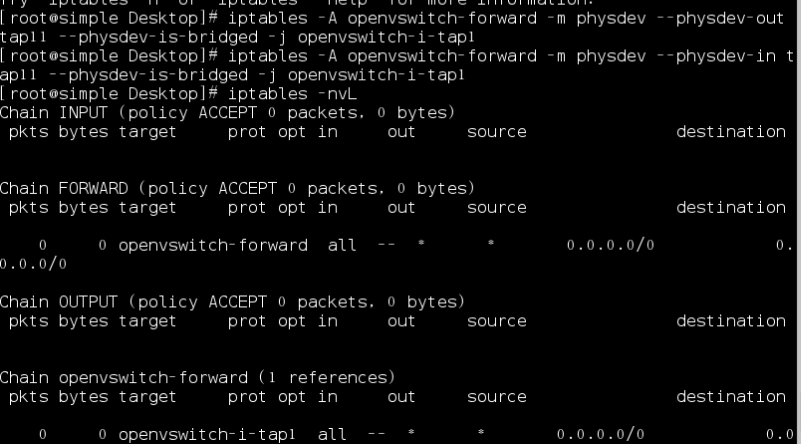 Try `iptables -h' or 'iptables --help' for more information.
[root@simple Desktop]# iptables -A openvswitch-forward -m physdev --physdev-out
tap11 --physdev-is-bridged -j openvswitch-i-tap1
[root@simple Desktop]# iptables -A openvswitch-forward -m physdev --physdev-in t
ap11 --physdev-is-bridged -j openvswitch-i-tap1
[root@simple Desktop]# iptables -nvL
Chain INPUT (policy ACCEPT 0 packets, 0 bytes)
pkts bytes target prot opt in out source destination
Chain FORWARD (policy ACCEPT 0 packets, 0 bytes)
pkts bytes target prot opt in out source destination
0 0 openvswitch-forward all -- * * 0.0.0.0/0 0.
0.0.0/0
Chain OUTPUT (policy ACCEPT 0 packets, 0 bytes)
pkts bytes target prot opt in out source destination
Chain openvswitch-forward (1 references)
pkts bytes target prot opt in out source destination
0 0 openvswitch-i-tap1 all -- * * 0.0.0.0/0 0.0